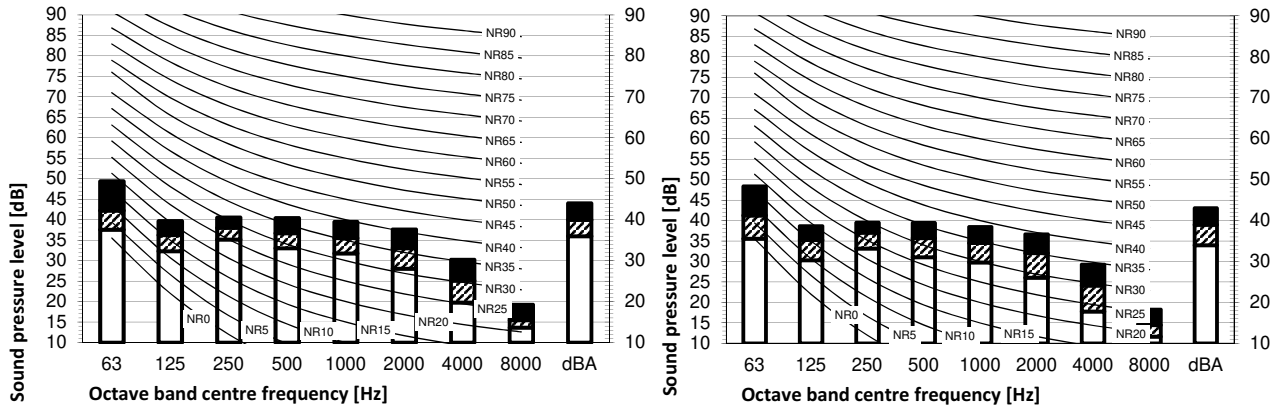 Sound pressure level [dB]
90
85
80
75
70
65
60
55
50
45
40
35
30
25
20
15
10
90
80
70
60
50
40
30
20
10
NR90
NR85
NR80
NR75
NR70
NR65
NR60
NR55
NR50
NR45
NR40
NR35
NR30
NR25
NR20
NR15
NR10
NR5
NR0
63 125 250 500 1000 2000 4000 8000 dBA
Octave band centre frequency [Hz]
Sound pressure level [dB]
90
85
80
75
70
65
60
55
50
45
40
35
30
25
20
15
10
90
80
70
60
50
40
30
20
10
NR90
NR85
NR80
NR75
NR70
NR65
NR60
NR55
NR50
NR45
NR40
NR35
NR30
NR25
NR20
NR15
NR10
NR5
NR0
63 125 250 500 1000 2000 4000 8000 dBA
Octave band centre frequency [Hz]